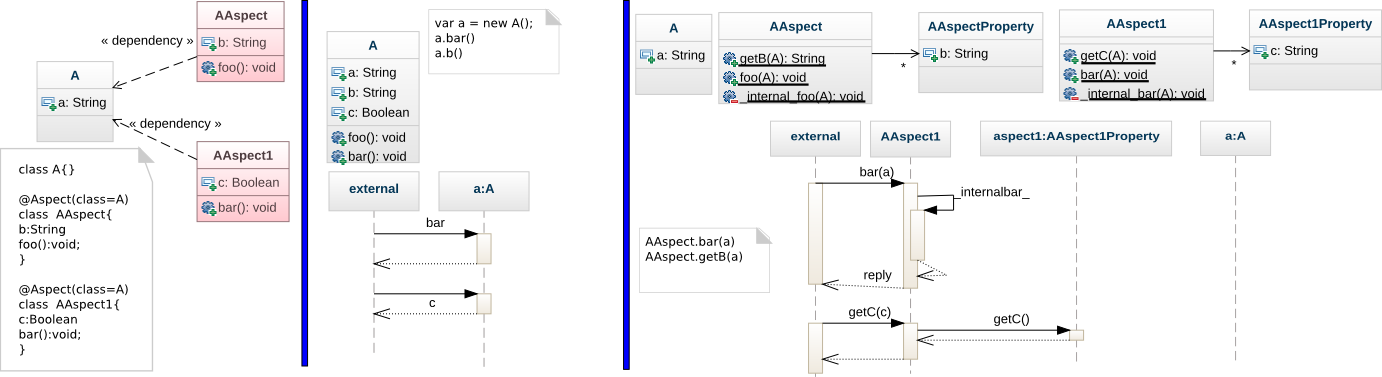 AAspect
b: String
foo(): void
« dependency »
A
a: String
« dependency »
AAspect1
c: Boolean
bar(): void
class A{}
@Aspect(class=A)
class  AAspect{
b:String
foo():void;
}
@Aspect(class=A)
class  AAspect1{
c:Boolean
bar():void;
}
A
a: String
b: String
c: Boolean
foo(): void
bar(): void
var a = new A();
a.bar()
a.b()
external
a:A
bar
c
A
a: String
AAspect
getB(A): String
foo(A): void
_internal_foo(A): void
*
AAspectProperty
b: String
AAspect1
getC(A): void
bar(A): void
_internal_bar(A): void
*
AAspect1Property
c: String
external
AAspect1
aspect1:AAspect1Property
a:A
bar(a)
_internalbar_
reply
getC(c)
getC()
AAspect.bar(a)
AAspect.getB(a)